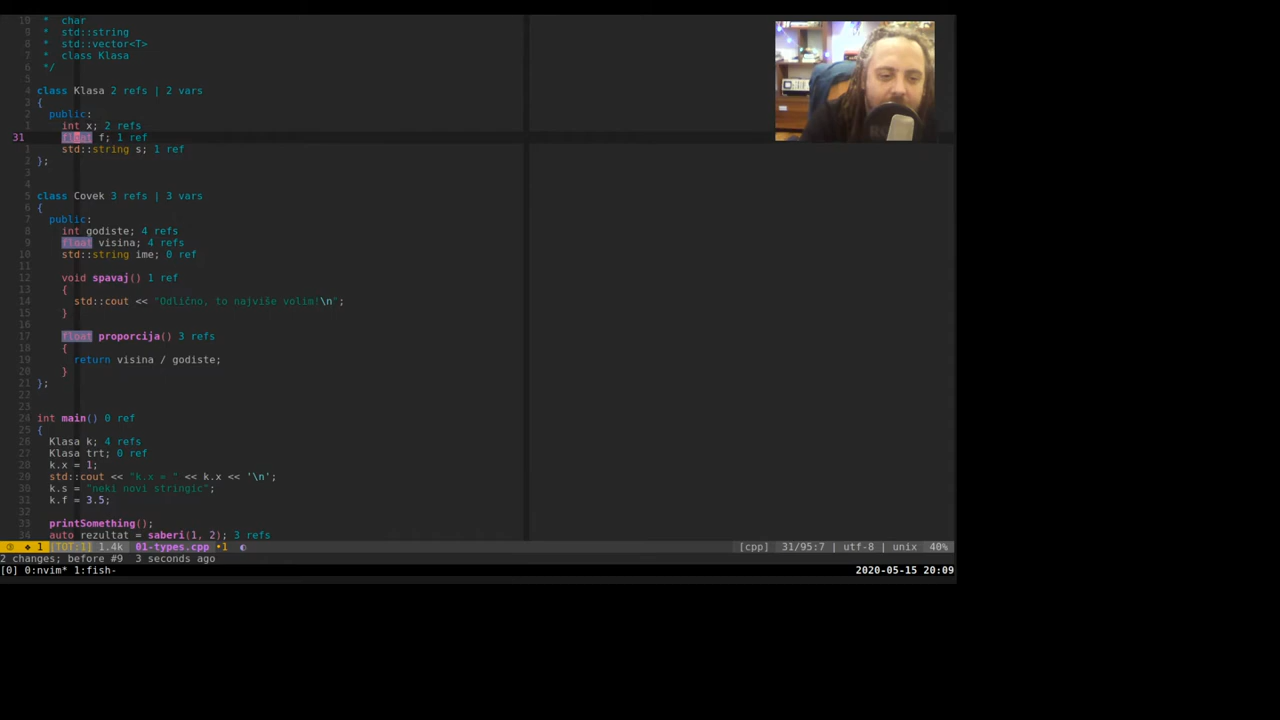 10 *  char
9 *  std::string
8 *  std::vector<T>
7 *  class Klasa
6 */
5
4 class Klasa 2 refs | 2 vars
3 {
2 public:
1 int x; 2 refs
31 float f; 1 ref
1 std::string s; 1 ref
2 };
3
4
5 class Covek 3 refs | 3 vars
6 {
7 public:
8 int godiste; 4 refs
9 float visina; 4 refs
10 std::string ime; 0 ref
11
12 void spavaj() 1 ref
13 {
14 std::cout << "Odlično, to najviše volim!\n";
15 }
16
17 float proporcija() 3 refs
18 {
19 return visina / godiste;
20 }
21 };
22
23
24 int main() 0 ref
25 {
26 Klasa k; 4 refs
27 Klasa trt; 0 ref
28 k.x = 1;
29 std::cout << "k.x = " << k.x << '\n';
30 k.s = "neki novi stringic";
31 k.f = 3.5;
32
33 printSomething();
34 auto rezultat = saberi(1, 2); 3 refs
1 [TOT:1] 1.4k 01-types.cpp •1 [cpp] 31/95:7 | utf-8 | unix 40%
2 changes; before #9 3 seconds ago
[0] 0:nvim* 1:fish- 2020-05-15 20:09